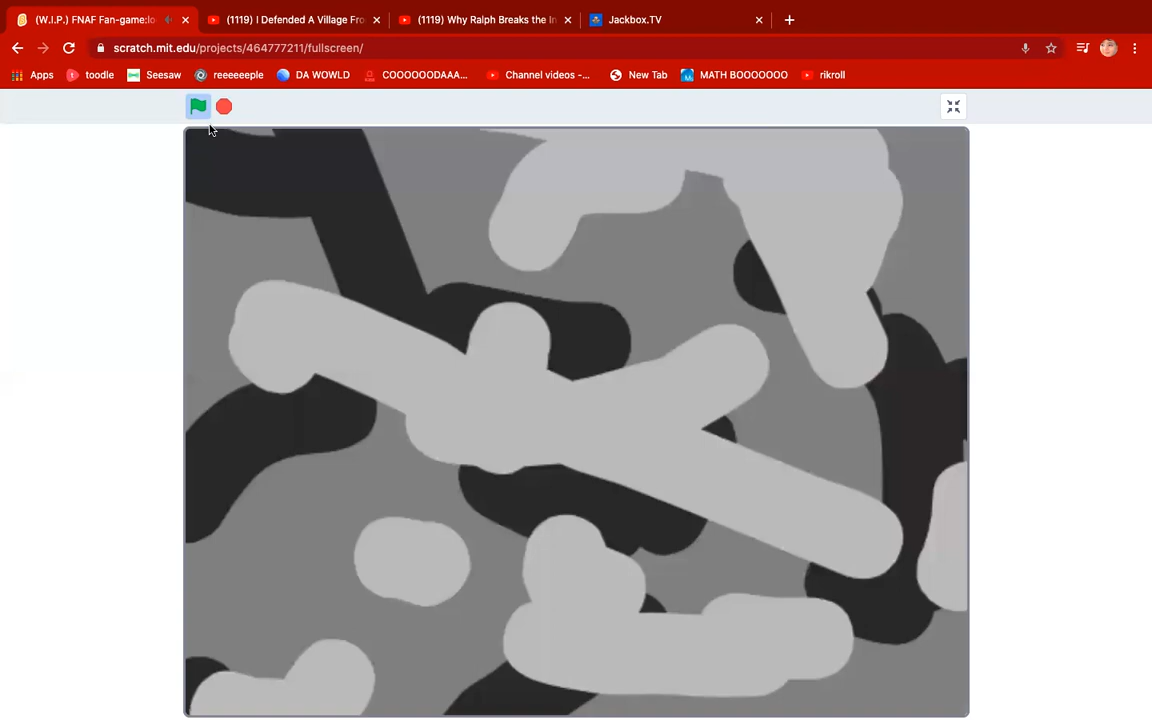 (W.I.P.) FNAF Fan-game:lo
(1119) I Defended A Village Fro
(1119) Why Ralph Breaks the In
Jackbox.TV
scratch.mit.edu/projects/464777211/fullscreen/
Apps toodle Seesaw reeeeeeple DA WOWLD COOOOOODAAA... Channel videos -... New Tab MATH BOOOOOOO rikroll